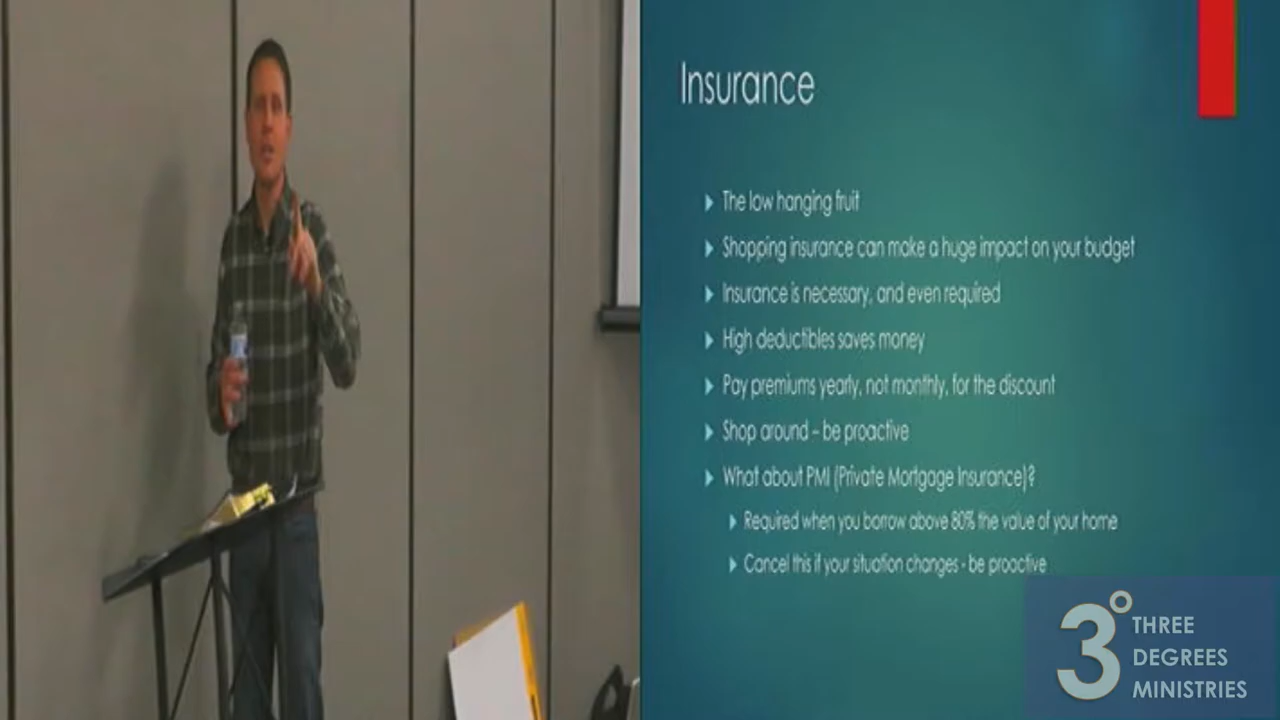 Insurance
The low hanging fruit
Shopping insurance can make a huge impact on your budget
Insurance is necessary, and even required
High deductibles saves money
Pay premiums yearly, not monthly, for the discount
Shop around – be proactive
What about PMI (Private Mortgage Insurance)?
Required when you borrow above 80% the value of your home
Cancel this if your situation changes - be proactive
3° THREE
DEGREES
MINISTRIES